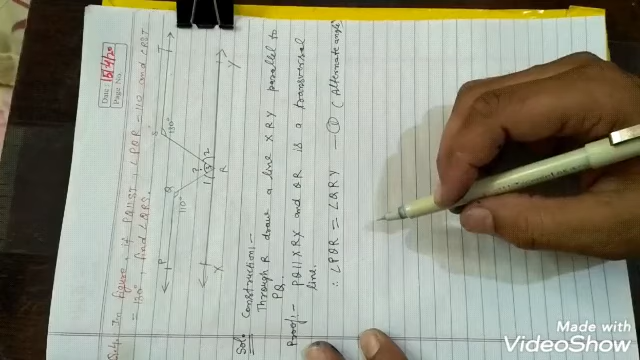 Date: 15/4/20
Page No.
In figure, if PQ||ST, ∠PQR = 110° and ∠RST
= 130°, find ∠QRS.
P Q S T
110° 130°
1 3 2
X R Y
Sol: Construction:-
Through R draw a line XRY parallel to
PQ.
Proof:- PQ||XRY and QR is a transversal
line.
∴ ∠PQR = ∠QRY — ① (Alternate angle)
Made with
VideoShow